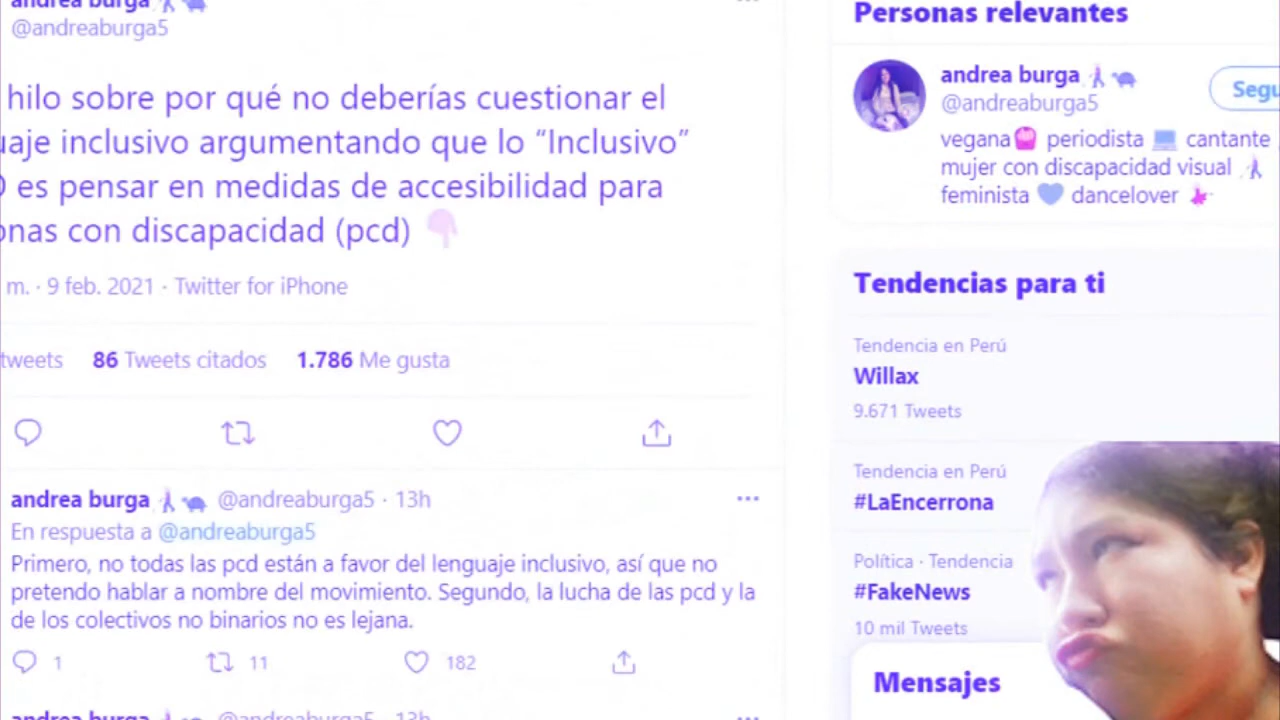 andrea burga
@andreaburga5
hilo sobre por qué no deberías cuestionar el
uaje inclusivo argumentando que lo “Inclusivo”
es pensar en medidas de accesibilidad para
onas con discapacidad (pcd)
m. · 9 feb. 2021 · Twitter for iPhone
tweets 86 Tweets citados 1.786 Me gusta
andrea burga @andreaburga5 · 13h
En respuesta a @andreaburga5
Primero, no todas las pcd están a favor del lenguaje inclusivo, así que no
pretendo hablar a nombre del movimiento. Segundo, la lucha de las pcd y la
de los colectivos no binarios no es lejana.
1 11 182
andrea burga @andreaburga5 · 13h
Personas relevantes
andrea burga
@andreaburga5
Segu
vegana periodista cantante
mujer con discapacidad visual
feminista dancelover
Tendencias para ti
Tendencia en Perú
Willax
9.671 Tweets
Tendencia en Perú
#LaEncerrona
Política · Tendencia
#FakeNews
10 mil Tweets
Mensajes